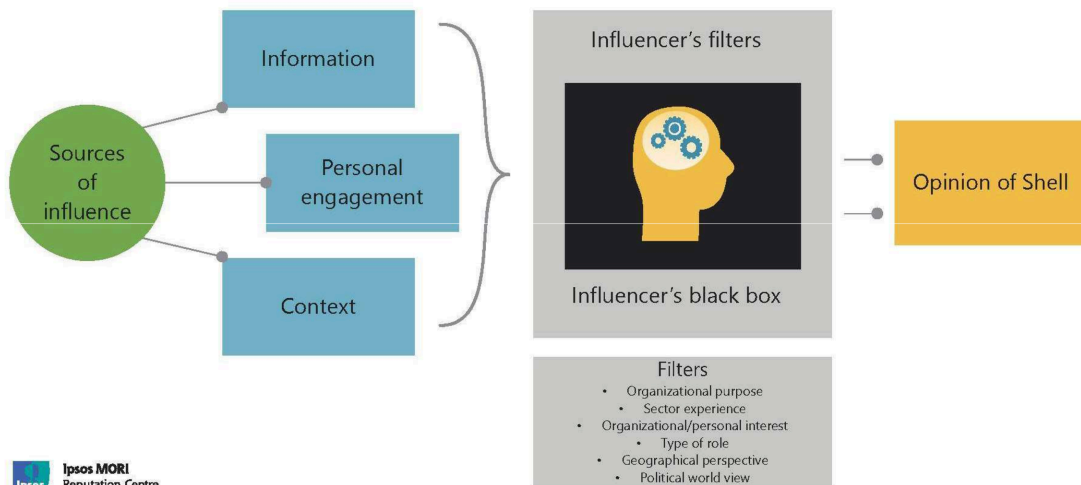 Information
Sources
of
influence
Personal
engagement
Context
Influencer's filters
Influencer's black box
Opinion of Shell
Filters
• Organizational purpose
• Sector experience
• Organizational/personal interest
• Type of role
• Geographical perspective
• Political world view
Ipsos
Ipsos MORI
Reputation Centre